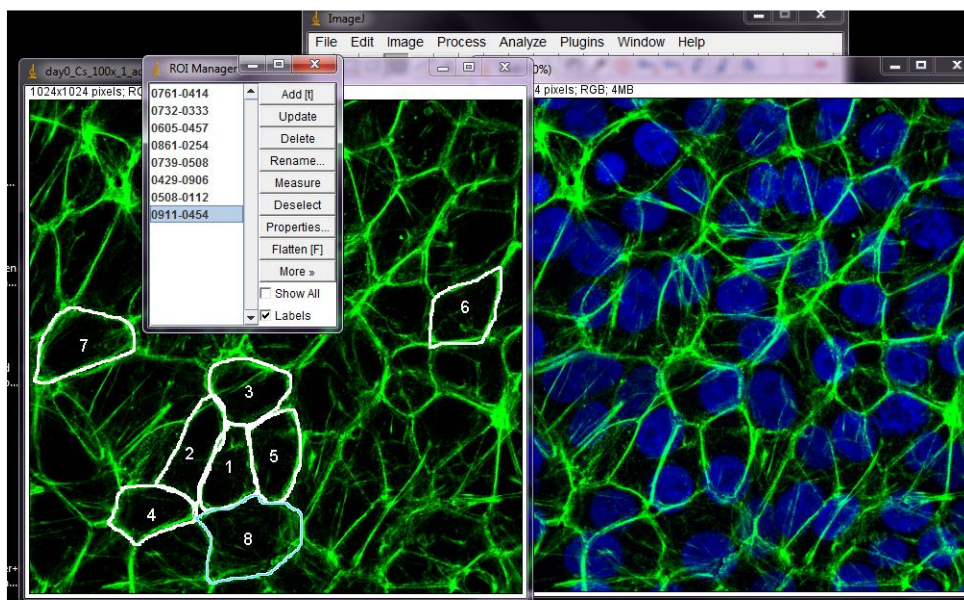 ImageJ
File Edit Image Process Analyze Plugins Window Help
day0_Cs_100x_1_ac
ROI Manager
0%)
1024x1024 pixels; RG
4 pixels; RGB; 4MB
0761-0414
0732-0333
0605-0457
0861-0254
0739-0508
0429-0906
0508-0112
0911-0454
Add [t]
Update
Delete
Rename...
Measure
Deselect
Properties...
Flatten [F]
More »
Show All
Labels
6
7
3
2
1
5
4
8